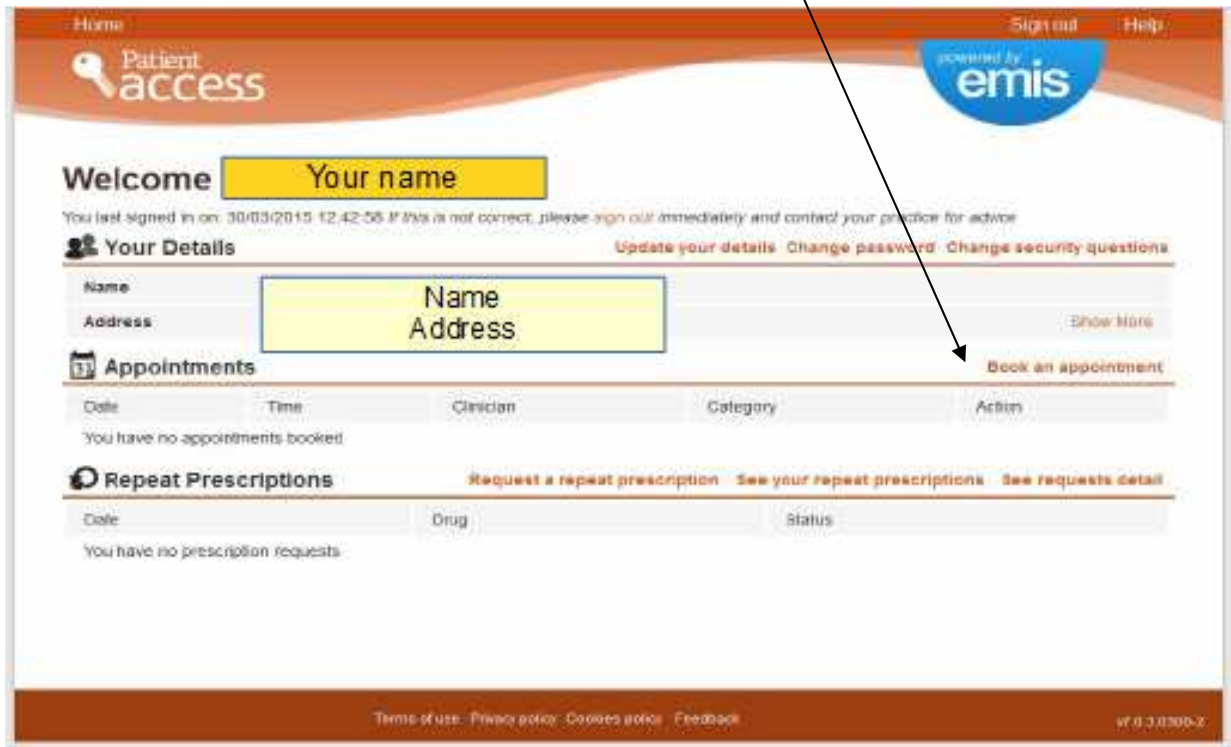 Home Sign out Help
Patient
access
powered by
emis
Welcome Your name
You last signed in on: 30/03/2015 12:42:58 If this is not correct, please sign out immediately and contact your practice for advice
Your Details Update your details Change password Change security questions
Name
Address
Name
Address
Show More
31 Appointments Book an appointment
Date Time Clinician Category Action
You have no appointments booked
Repeat Prescriptions Request a repeat prescription See your repeat prescriptions See requests detail
Date Drug Status
You have no prescription requests
Terms of use Privacy policy Cookies policy Feedback